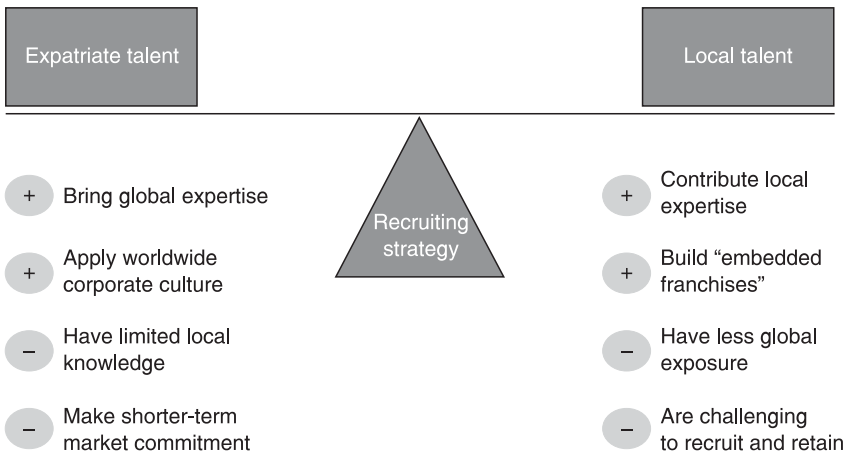 Expatriate talent
Local talent
Recruiting
strategy
+ Bring global expertise
+ Apply worldwide
corporate culture
– Have limited local
knowledge
– Make shorter-term
market commitment
+ Contribute local
expertise
+ Build “embedded
franchises”
– Have less global
exposure
– Are challenging
to recruit and retain